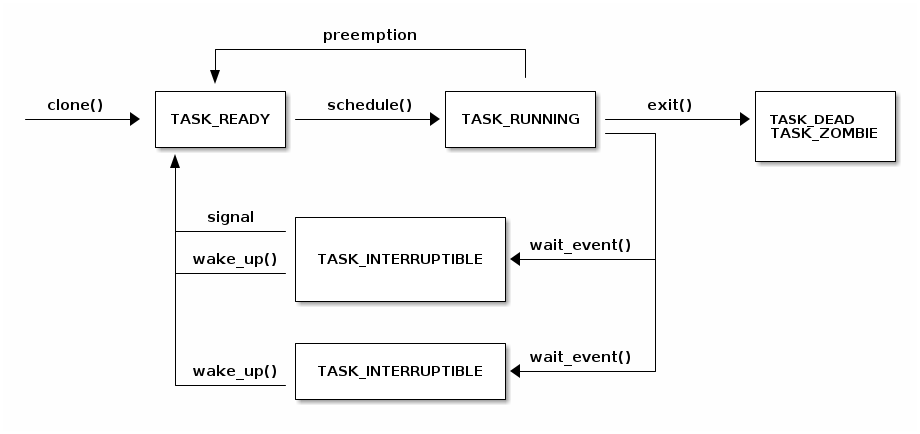 preemption
clone()
TASK_READY
schedule()
TASK_RUNNING
exit()
TASK_DEAD
TASK_ZOMBIE
signal
wake_up()
TASK_INTERRUPTIBLE
wait_event()
wake_up()
TASK_INTERRUPTIBLE
wait_event()